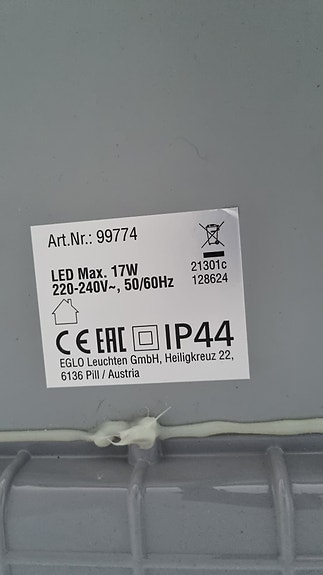 Art.Nr.: 99774
LED Max. 17W
220-240V~, 50/60Hz
21301c
128624
CE EAC IP44
EGLO Leuchten GmbH, Heiligkreuz 22,
6136 Pill / Austria